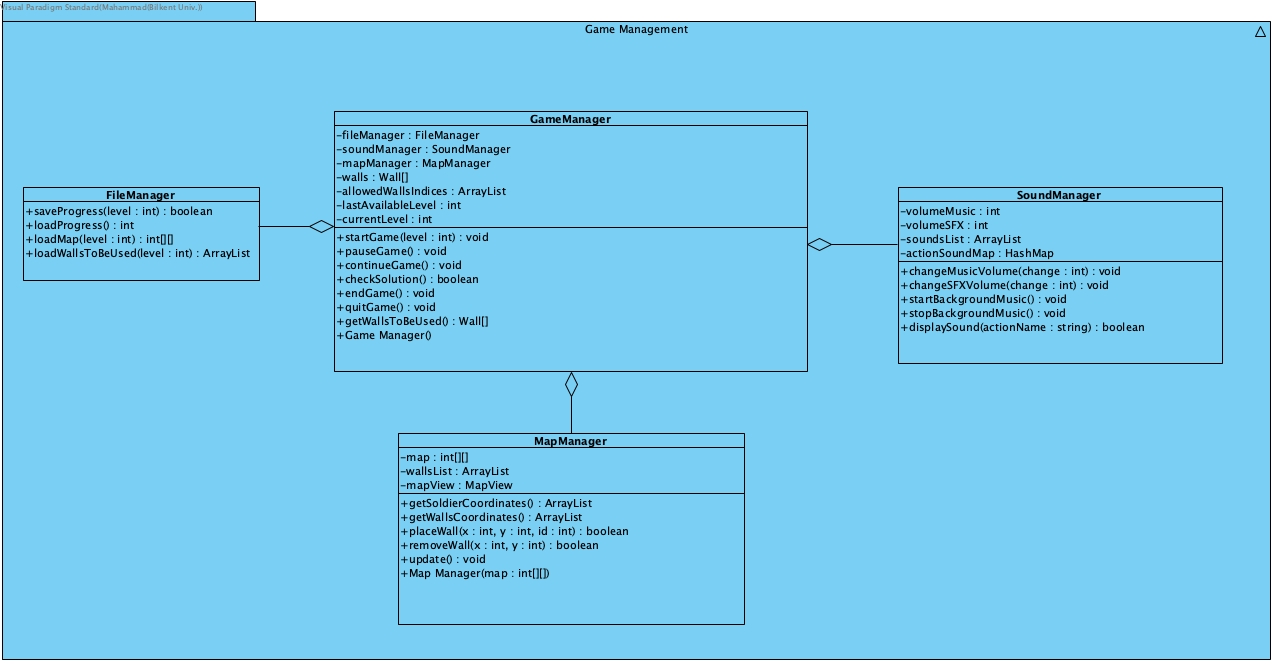 Visual Paradigm Standard(Mahammad(Bilkent Univ.))
Game Management
GameManager
-fileManager : FileManager
-soundManager : SoundManager
-mapManager : MapManager
-walls : Wall[]
-allowedWallsIndices : ArrayList
-lastAvailableLevel : int
-currentLevel : int
+startGame(level : int) : void
+pauseGame() : void
+continueGame() : void
+checkSolution() : boolean
+endGame() : void
+quitGame() : void
+getWallsToBeUsed() : Wall[]
+Game Manager()
FileManager
+saveProgress(level : int) : boolean
+loadProgress() : int
+loadMap(level : int) : int[][]
+loadWallsToBeUsed(level : int) : ArrayList
SoundManager
-volumeMusic : int
-volumeSFX : int
-soundsList : ArrayList
-actionSoundMap : HashMap
+changeMusicVolume(change : int) : void
+changeSFXVolume(change : int) : void
+startBackgroundMusic() : void
+stopBackgroundMusic() : void
+displaySound(actionName : string) : boolean
MapManager
-map : int[][]
-wallsList : ArrayList
-mapView : MapView
+getSoldierCoordinates() : ArrayList
+getWallsCoordinates() : ArrayList
+placeWall(x : int, y : int, id : int) : boolean
+removeWall(x : int, y : int) : boolean
+update() : void
+Map Manager(map : int[][])